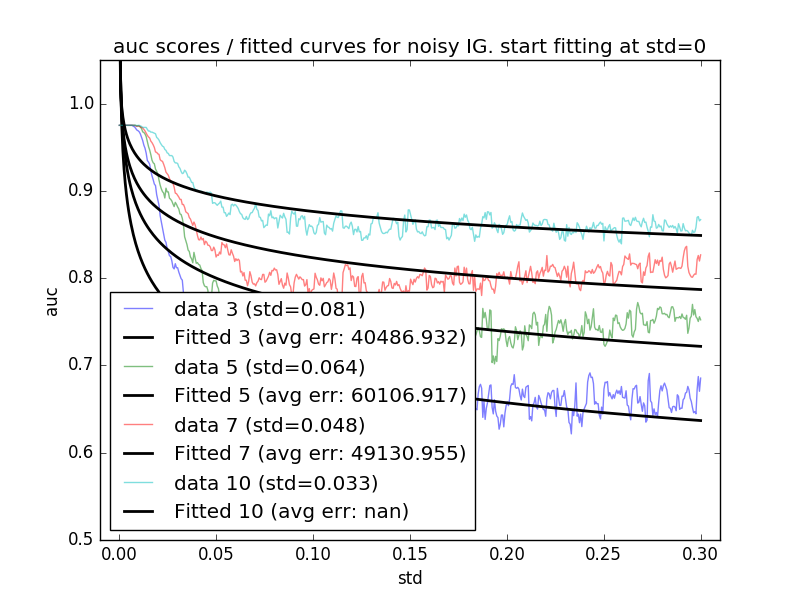 auc scores / fitted curves for noisy IG. start fitting at std=0
1.0
0.9
0.8
0.7
0.6
0.5
auc
data 3 (std=0.081)
Fitted 3 (avg err: 40486.932)
data 5 (std=0.064)
Fitted 5 (avg err: 60106.917)
data 7 (std=0.048)
Fitted 7 (avg err: 49130.955)
data 10 (std=0.033)
Fitted 10 (avg err: nan)
0.00 0.05 0.10 0.15 0.20 0.25 0.30
std